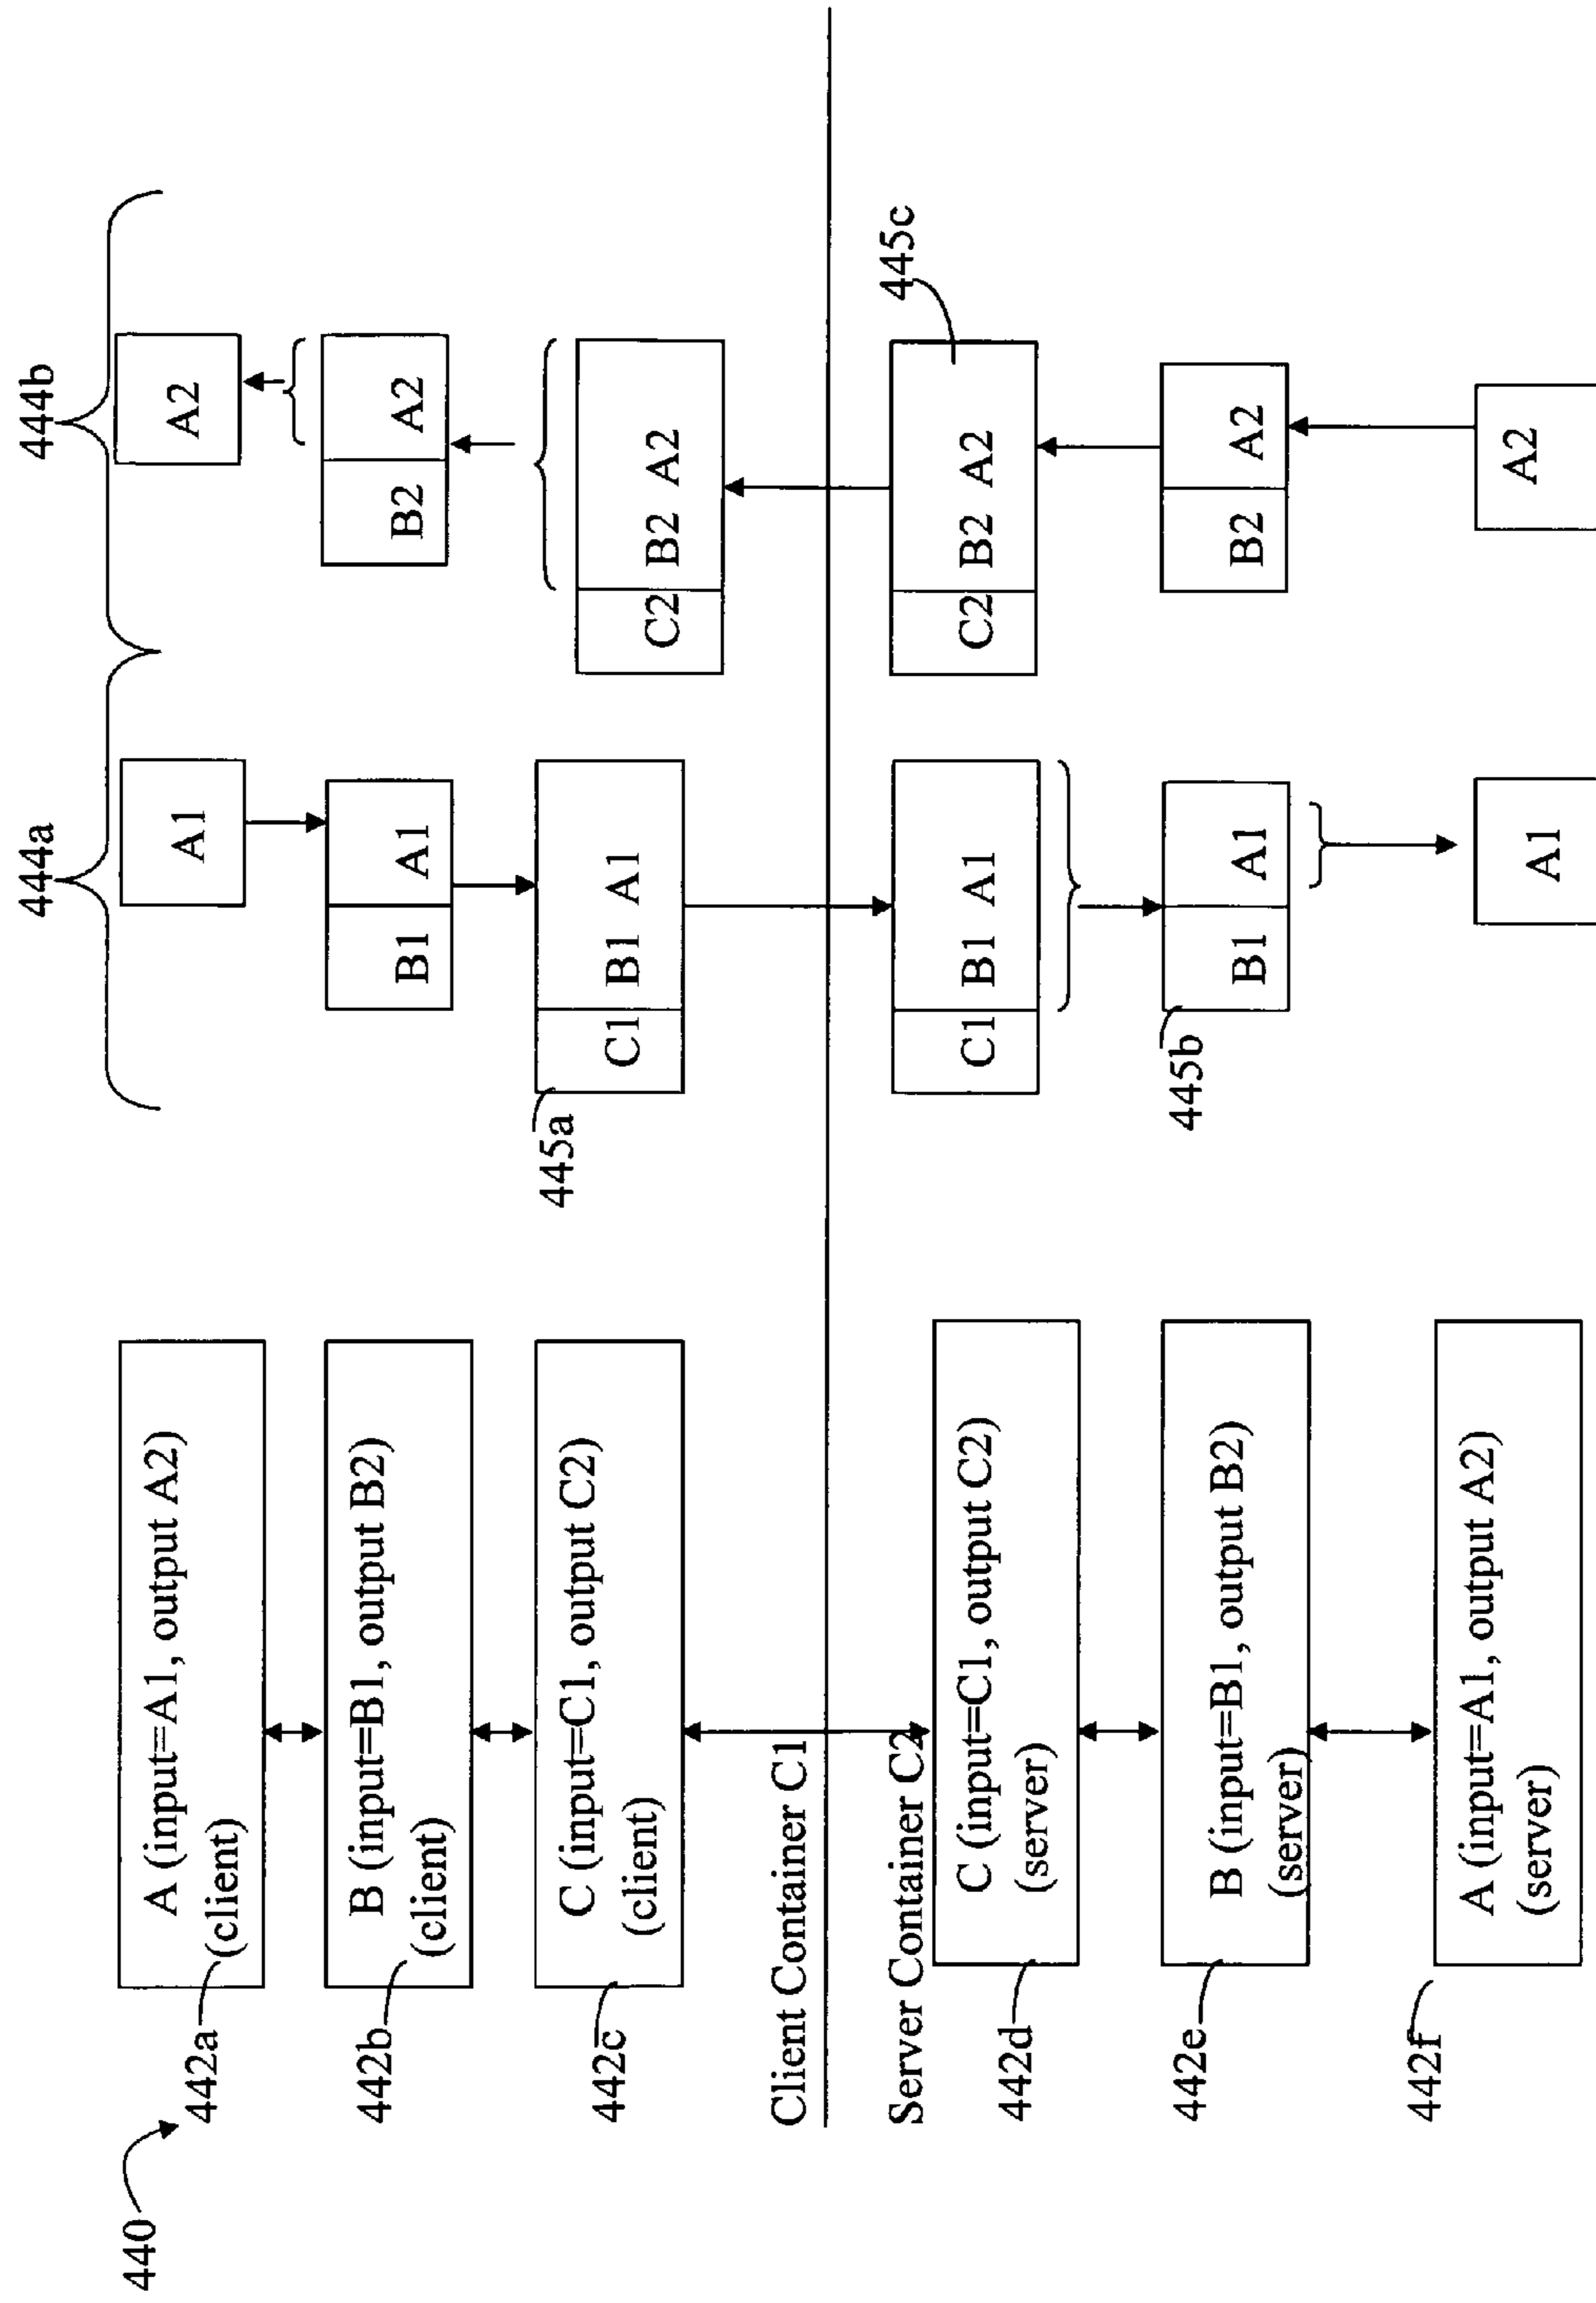 440
442a
A (input=A1, output A2)
(client)
442b
B (input=B1, output B2)
(client)
442c
C (input=C1, output C2)
(client)
Client Container C1
Server Container C2
442d
C (input=C1, output C2)
(server)
442e
B (input=B1, output B2)
(server)
442f
A (input=A1, output A2)
(server)
444a
A1
B1 A1
445a
C1 B1 A1
C1 B1 A1
445b
B1 A1
A1
444b
A2
B2 A2
C2 B2 A2
445c
C2 B2 A2
B2 A2
A2